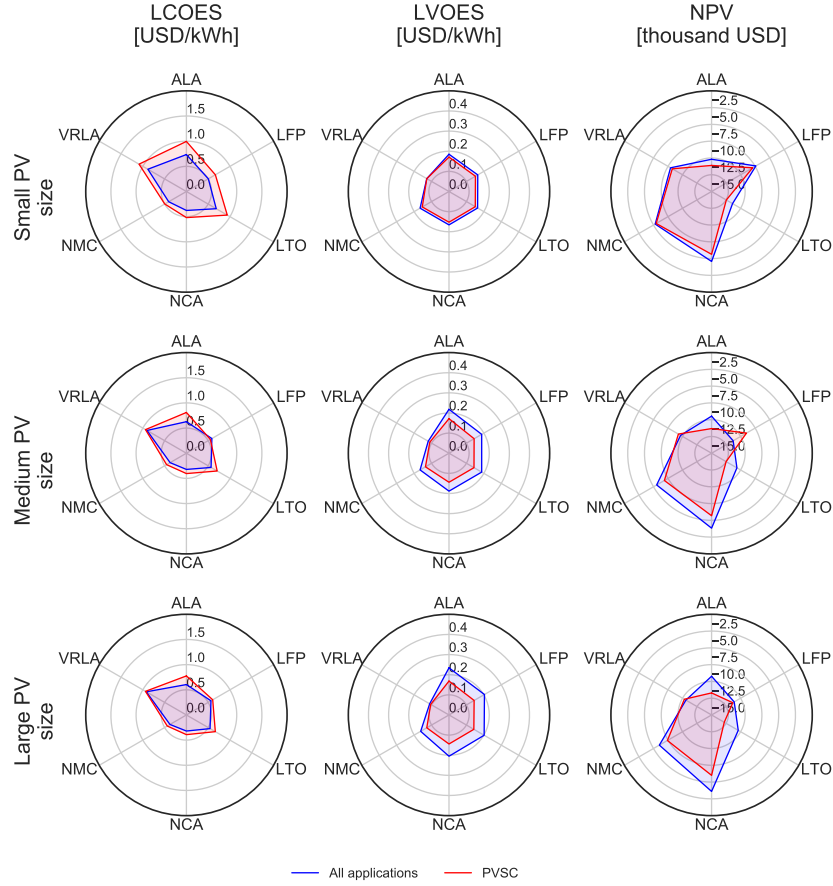 LCOES
[USD/kWh]
LVOES
[USD/kWh]
NPV
[thousand USD]
Small PV
size
ALA
VRLA
LFP
NMC
LTO
NCA
1.5
1.0
0.5
0.0
ALA
VRLA
LFP
NMC
LTO
NCA
0.4
0.3
0.2
0.1
0.0
ALA
VRLA
LFP
NMC
LTO
NCA
−2.5
−5.0
−7.5
−10.0
−12.5
−15.0
Medium PV
size
ALA
VRLA
LFP
NMC
LTO
NCA
1.5
1.0
0.5
0.0
ALA
VRLA
LFP
NMC
LTO
NCA
0.4
0.3
0.2
0.1
0.0
ALA
VRLA
LFP
NMC
LTO
NCA
−2.5
−5.0
−7.5
−10.0
−12.5
−15.0
Large PV
size
ALA
VRLA
LFP
NMC
LTO
NCA
1.5
1.0
0.5
0.0
ALA
VRLA
LFP
NMC
LTO
NCA
0.4
0.3
0.2
0.1
0.0
ALA
VRLA
LFP
NMC
LTO
NCA
−2.5
−5.0
−7.5
−10.0
−12.5
−15.0
All applications
PVSC